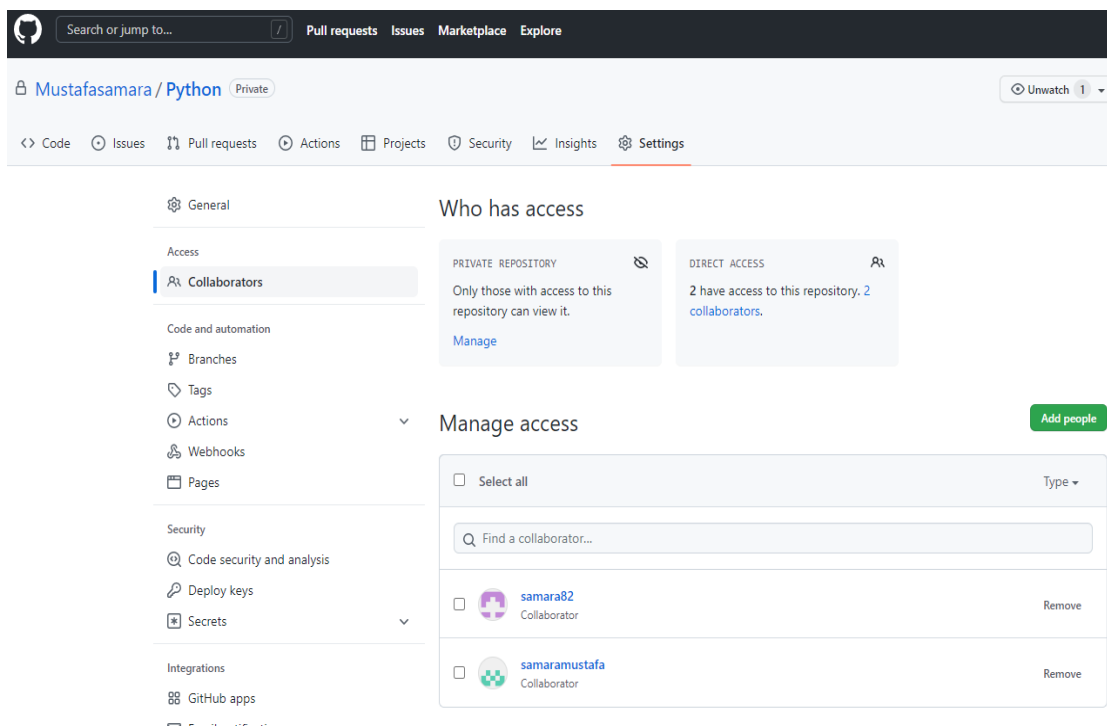 Search or jump to... /
Pull requests Issues Marketplace Explore
Mustafasamara / Python Private
Unwatch 1
Code Issues Pull requests Actions Projects Security Insights Settings
General
Access
Collaborators
Code and automation
Branches
Tags
Actions
Webhooks
Pages
Security
Code security and analysis
Deploy keys
Secrets
Integrations
GitHub apps
Who has access
PRIVATE REPOSITORY
Only those with access to this
repository can view it.
Manage
DIRECT ACCESS
2 have access to this repository. 2
collaborators.
Manage access
Add people
Select all
Type
Find a collaborator...
samara82
Collaborator
Remove
samaramustafa
Collaborator
Remove